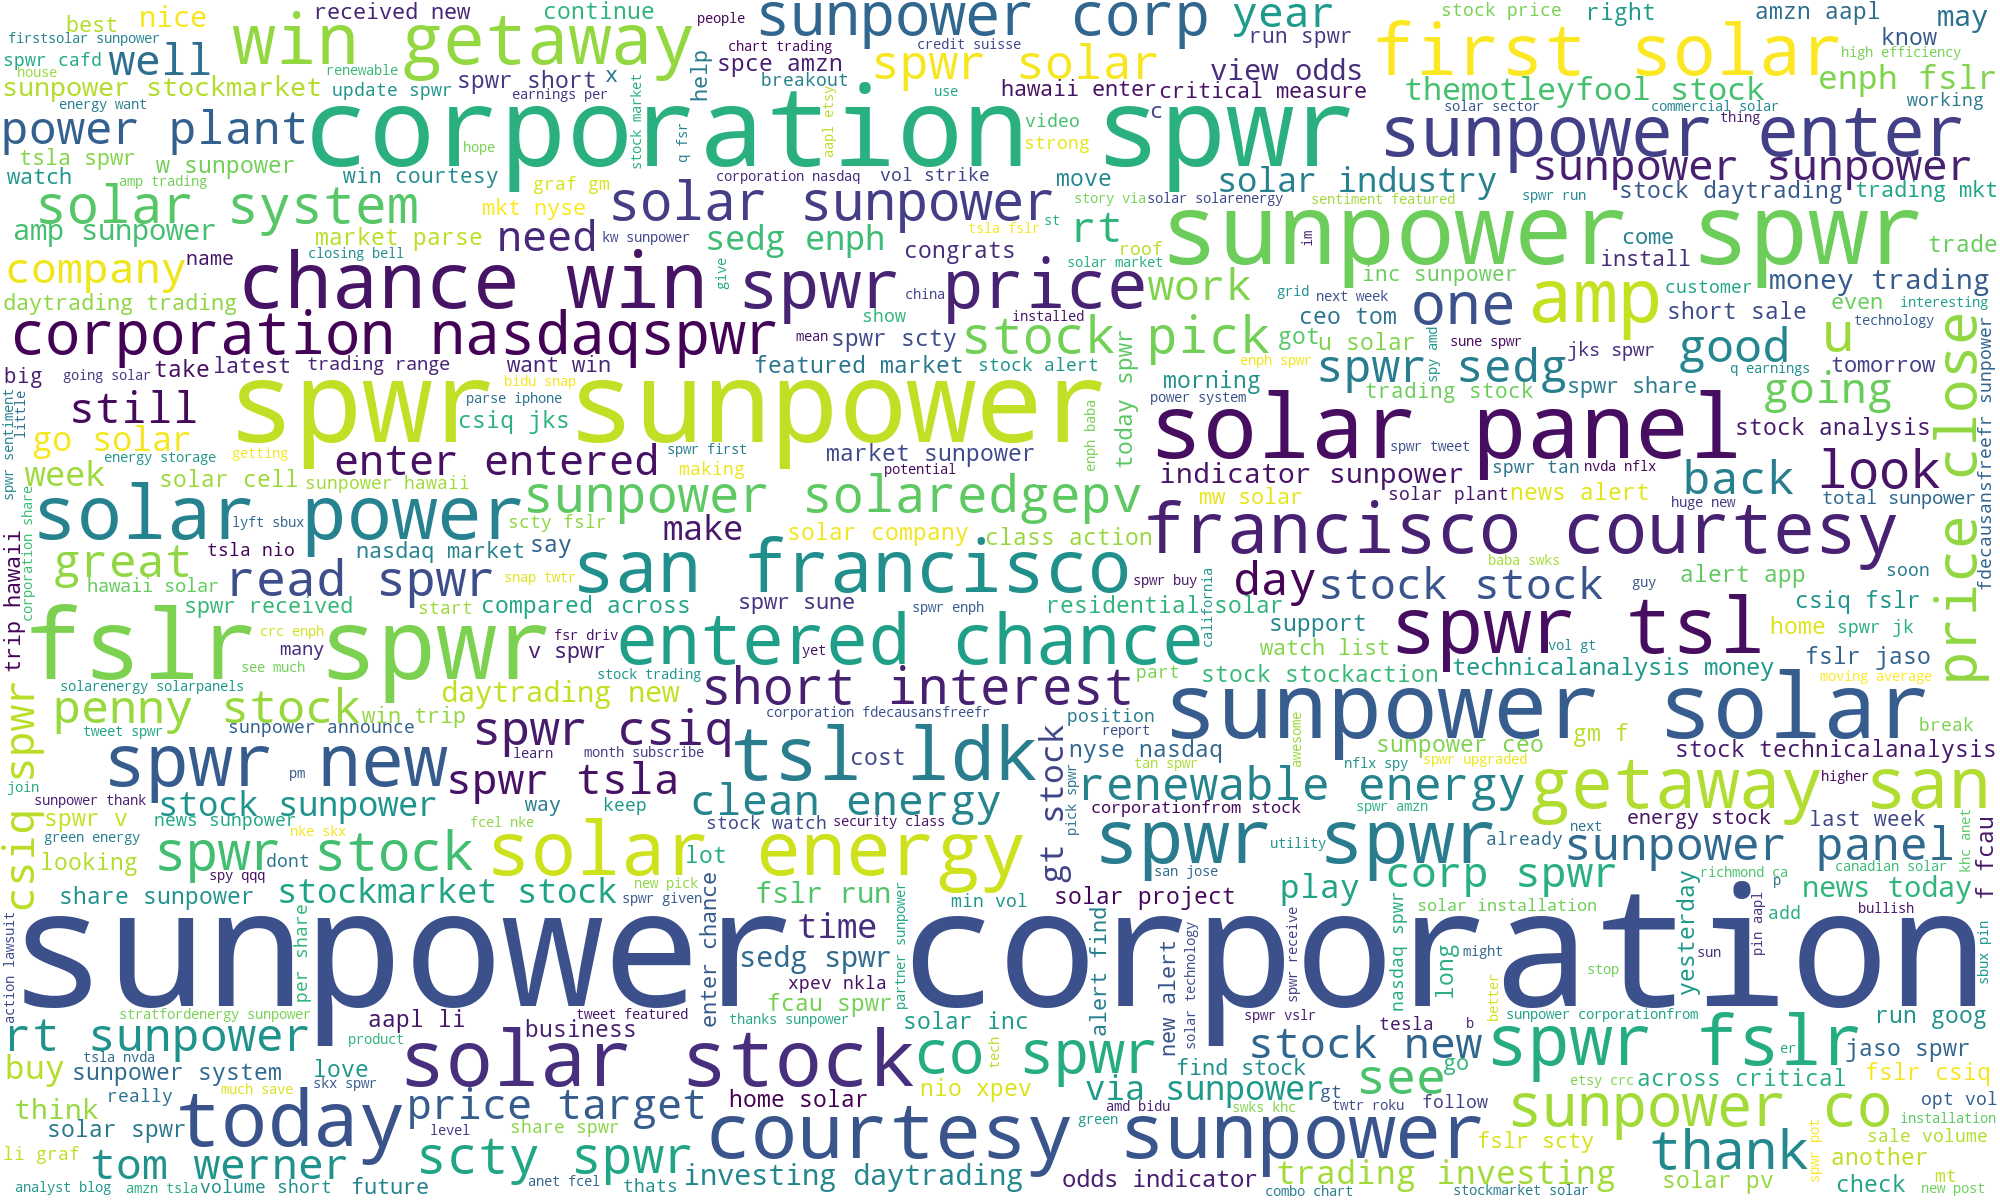 best
nice
received new
continue
people
sunpower corp
year
stock price
right
amzn aapl
may
firstsolar sunpower
win getaway
chart trading
credit suisse
run spwr
first solar
know
spwr cafd
well
spce amzn
spwr solar
view odds
high efficiency
house
renewable
spwr short
x
help
breakout
enph fslr
sunpower stockmarket
update spwr
earnings per
stock market
aapl etsy
use
hawaii enter
critical measure
themotleyfool stock
energy want
c
solar sector
commercial solar
working
power plant
corporation spwr
video
sunpower enter
thing
tsla spwr
w sunpower
hope
q fsr
strong
sunpower sunpower
watch
amp trading
win courtesy
graf gm
corporation nasdaq
vol strike
move
solar industry
spwr run
stock daytrading
trading mkt
solar system
mkt nyse
solar sunpower
story via
solar solarenergy
sentiment featured
amp sunpower
market parse
need
kw sunpower
sedg enph
tsla fslr
st
rt
sunpower spwr
im
come
trade
company
name
closing bell
congrats
roof
install
chance win
give
spwr price
solar market
work
inc sunpower
money trading
daytrading trading
china
grid
next week
one
amp
customer
short sale
even
interesting
corporation nasdaqspwr
show
installed
ceo tom
u
technology
mean
spwr scty
stock pick
got
u solar
spy amd
sune spwr
jks spwr
good
price close
big
going solar
take
latest
trading range
want win
featured market
stock alert
today spwr
enph spwr
spwr sedg
q earnings
tomorrow
fdecausansfreefr sunpower
spwr sentiment
little
still
spwr sunpower
bidu snap
parse iphone
morning
power system
trading stock
spwr share
going
csiq jks
enph baba
solar panel
stock analysis
go solar
energy storage
getting
enter entered
spwr first
making
market sunpower
potential
spwr tweet
indicator sunpower
spwr tan
nvda nflx
back
look
week
solar cell
sunpower hawaii
corporation share
sunpower solaredgepv
mw solar
solar plant
news alert
huge new
total sunpower
solar power
lyft sbux
scty fslr
make
solar company
class action
francisco courtesy
trip hawaii
great
tsla nio
nasdaq market
say
baba swks
hawaii solar
read spwr
snap twtr
san francisco
spwr buy
california
day
stock stock
guy
alert app
soon
spwr received
start
compared across
spwr sune
spwr enph
residential solar
support
csiq fslr
fslr spwr
crc enph
fsr driv
entered chance
spwr tsl
home
spwr jk
many
v spwr
yet
watch list
vol gt
fslr jaso
see much
stock trading
part
stock stockaction
technicalanalysis money
moving average
csiq spwr
solarenergy solarpanels
daytrading new
short interest
sunpower solar
penny stock
win trip
corporation fdecausansfreefr
position
tweet spwr
sunpower announce
spwr csiq
report
gt stock
awesome
gm f
break
spwr new
learn
month subscribe
tsl ldk
cost
nyse nasdaq
sunpower ceo
stock technicalanalysis
join
pm
spwr tsla
tan spwr
nflx spy
spwr upgraded
getaway san
higher
sunpower thank
stock sunpower
way
keep
clean energy
pick spwr
renewable energy
corporationfrom stock
spwr amzn
spwr v
news sunpower
fcel nke
stock watch
security class
energy stock
last week
green energy
nke skx
spwr spwr
utility
already
next
khc anet
f fcau
looking
spwr stock
dont
solar energy
lot
sunpower panel
spy qqq
san jose
corp spwr
canadian solar
share sunpower
stockmarket stock
new pick
spwr given
fslr run
min vol
solar project
play
richmond ca
p
news today
action lawsuit
sunpower corporation
per share
enter chance
time
partner sunpower
alert find
spwr receive
nasdaq spwr
solar installation
long
yesterday
pin aapl
add
bullish
sbux pin
sedg spwr
new alert
solar technology
might
sun
xpev nkla
stop
fcau spwr
better
stratfordenergy sunpower
aapl li
tweet featured
thanks sunpower
solar inc
spwr vslr
tesla
b
sunpower corporationfrom
run goog
rt sunpower
business
product
solar stock
co spwr
tech
stock new
spwr fslr
er
jaso spwr
buy
tsla nvda
sunpower system
love
skx spwr
find stock
see
go
etsy crc
across critical
fslr csiq
really
much save
nio xpev
via sunpower
gt
think
today
price target
home solar
amd bidu
swks khc
twtr roku
follow
sunpower co
opt vol
solar spwr
level
share spwr
courtesy sunpower
green
installation
fslr scty
thank
spwr pot
sale volume
li graf
tom werner
scty spwr
another
analyst blog
amzn tsla
volume short
future
anet fcel
thats
investing daytrading
odds indicator
combo chart
trading investing
stockmarket solar
solar pv
check
mt
new post